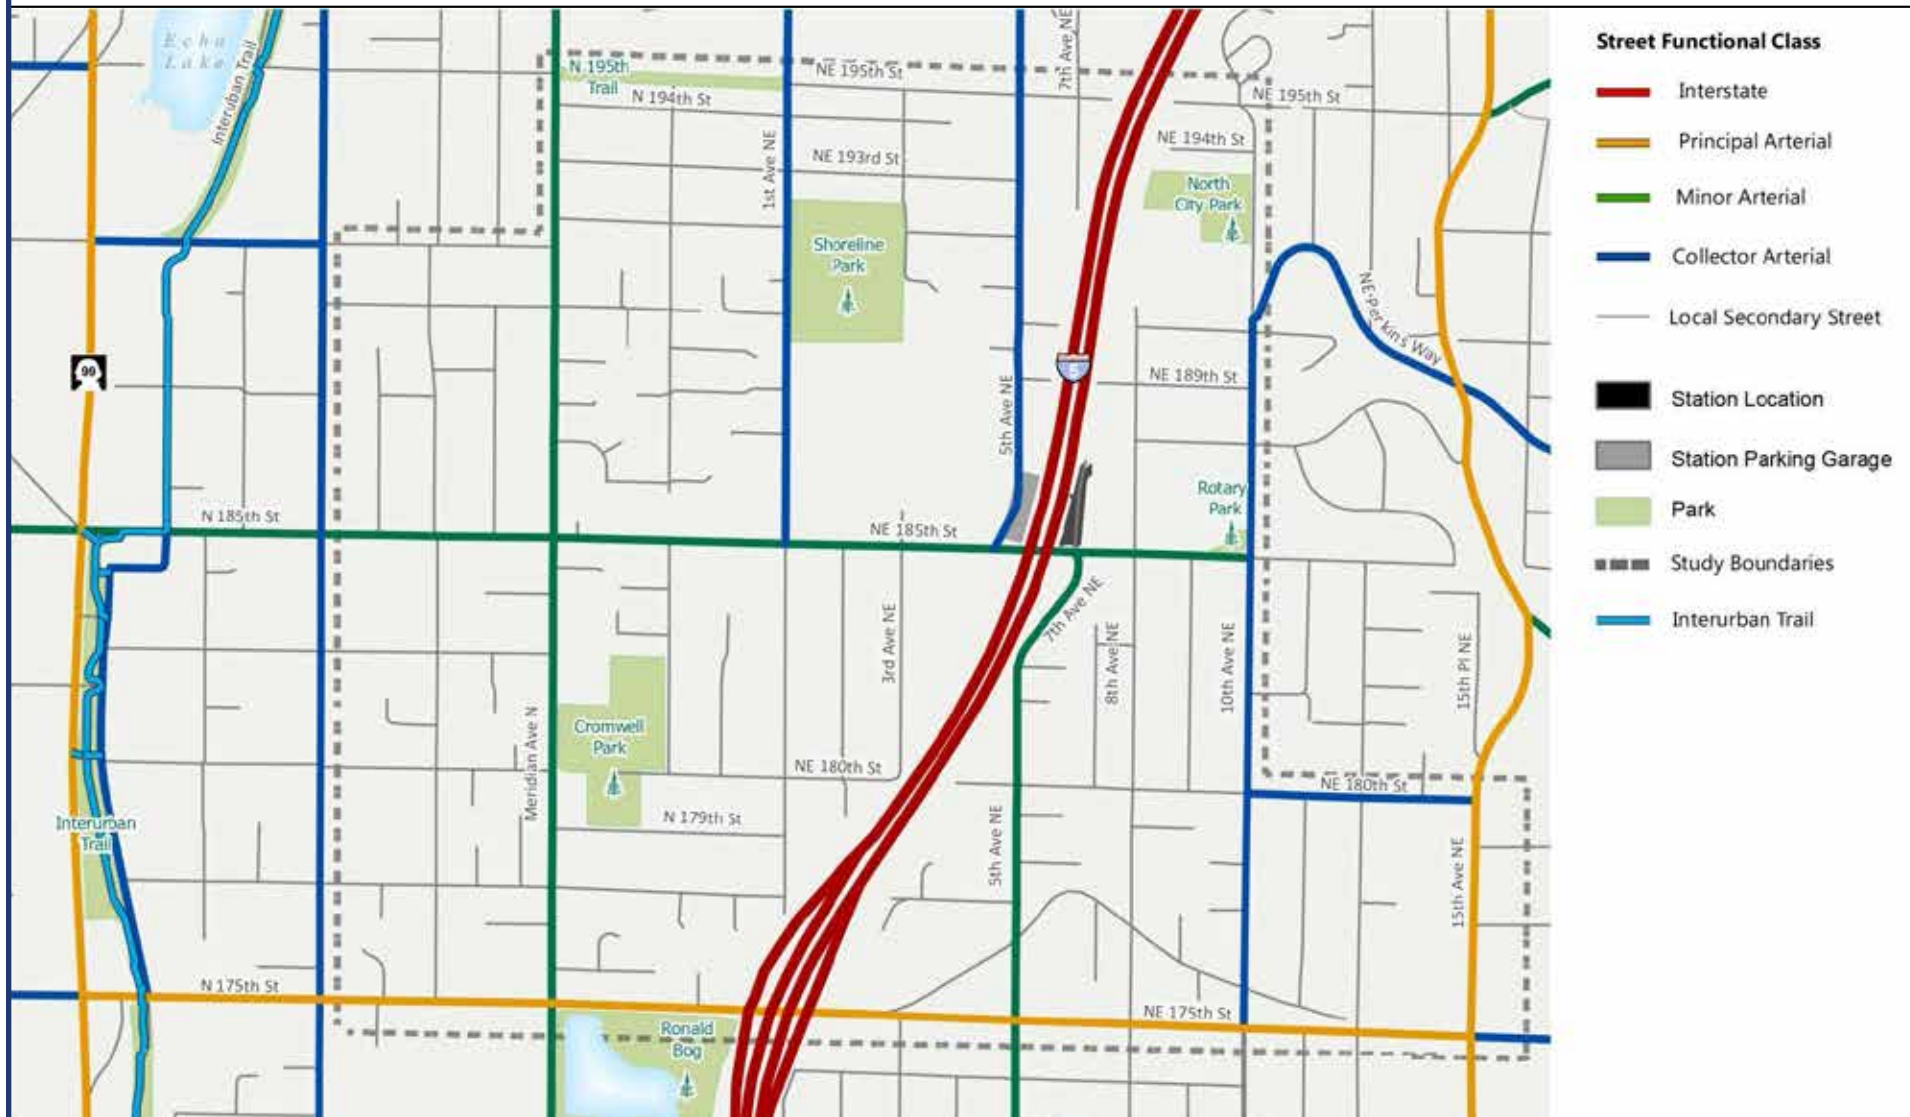 Echo
Lake
Interuban Trail
N 195th
Trail
NE 195th St
7th Ave NE
N 194th St
NE 195th St
1st Ave NE
NE 193rd St
NE 194th St
North
City Park
Shoreline
Park
NE Perkins Way
99
5
NE 189th St
5th Ave NE
Rotary
Park
N 185th St
NE 185th St
7th Ave NE
3rd Ave NE
8th Ave NE
10th Ave NE
15th Pl NE
Meridian Ave N
Cromwell
Park
NE 180th St
NE 180th St
N 179th St
Interurban
Trail
5th Ave NE
15th Ave NE
N 175th St
NE 175th St
Ronald
Bog
Street Functional Class
Interstate
Principal Arterial
Minor Arterial
Collector Arterial
Local Secondary Street
Station Location
Station Parking Garage
Park
Study Boundaries
Interurban Trail